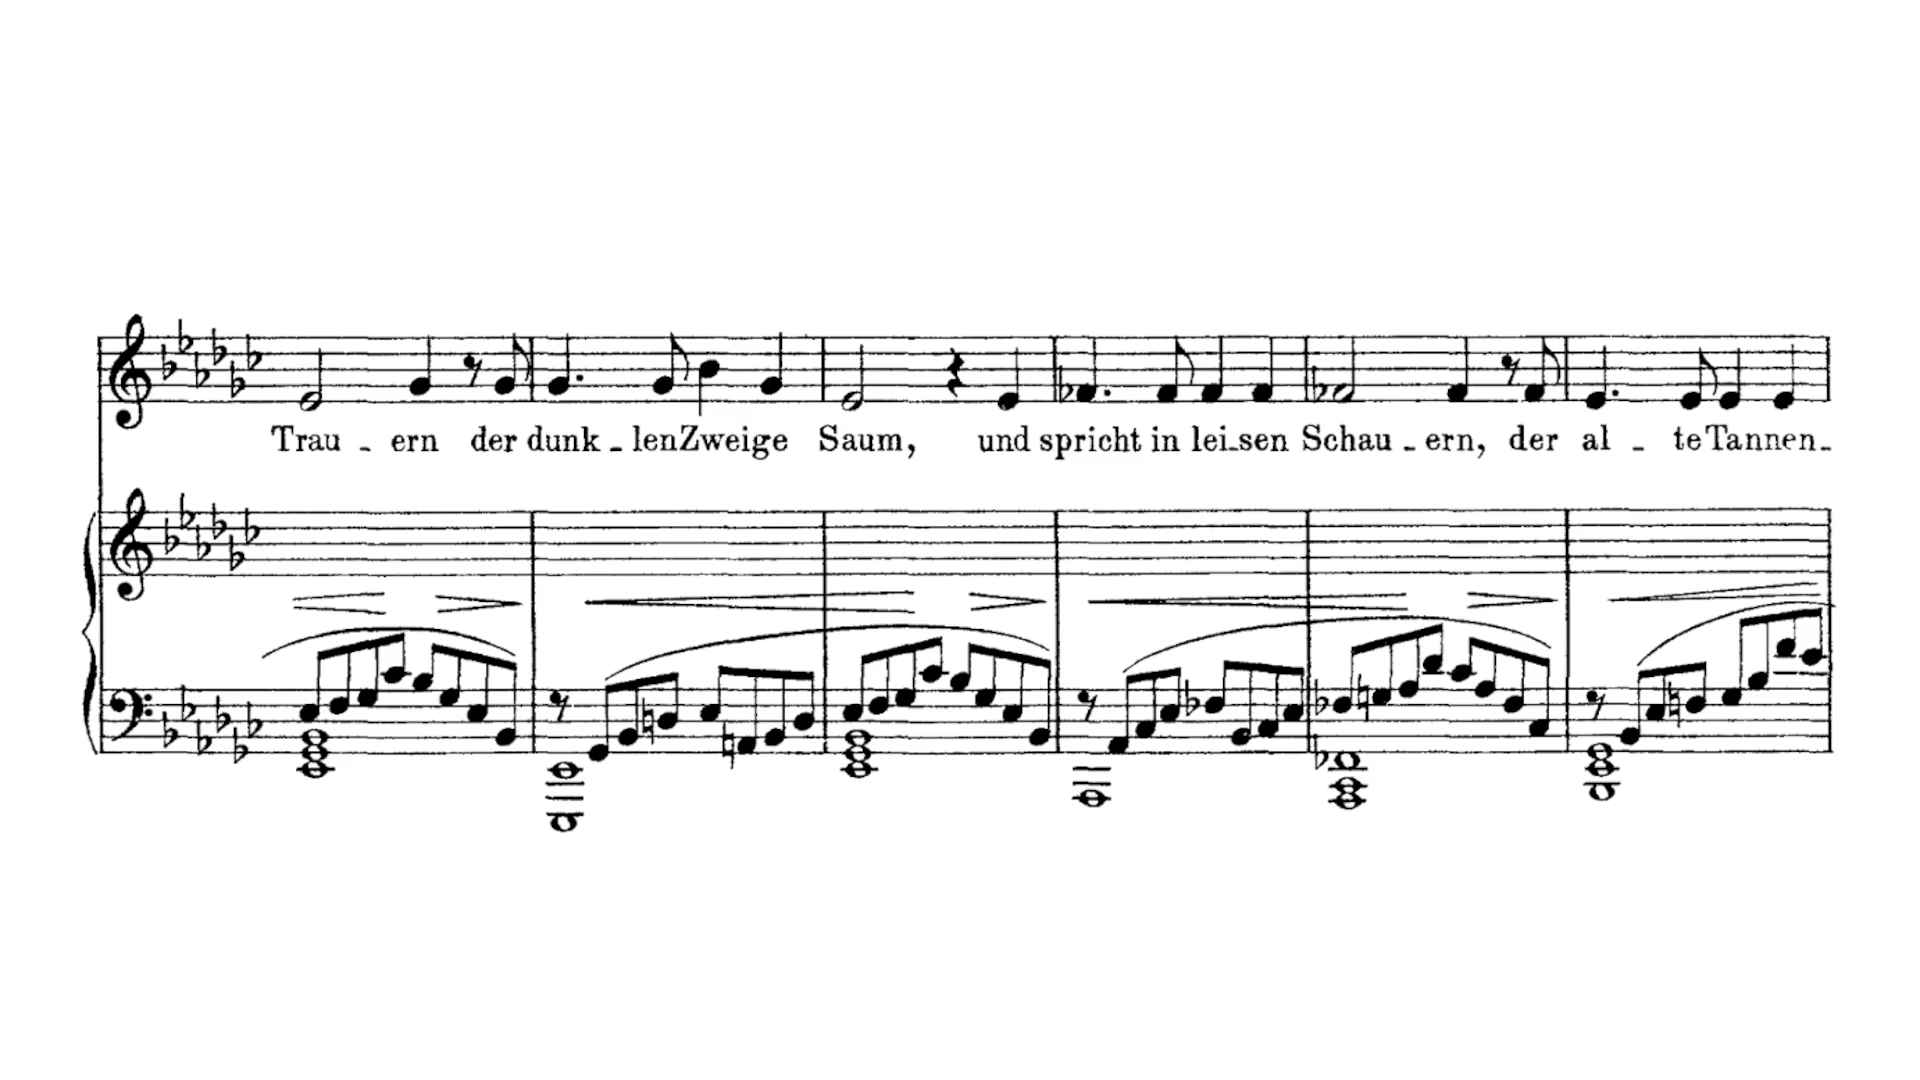 Trau - ern der dunk - len Zweige Saum, und spricht in lei-sen Schau - ern, der al - te Tannen-